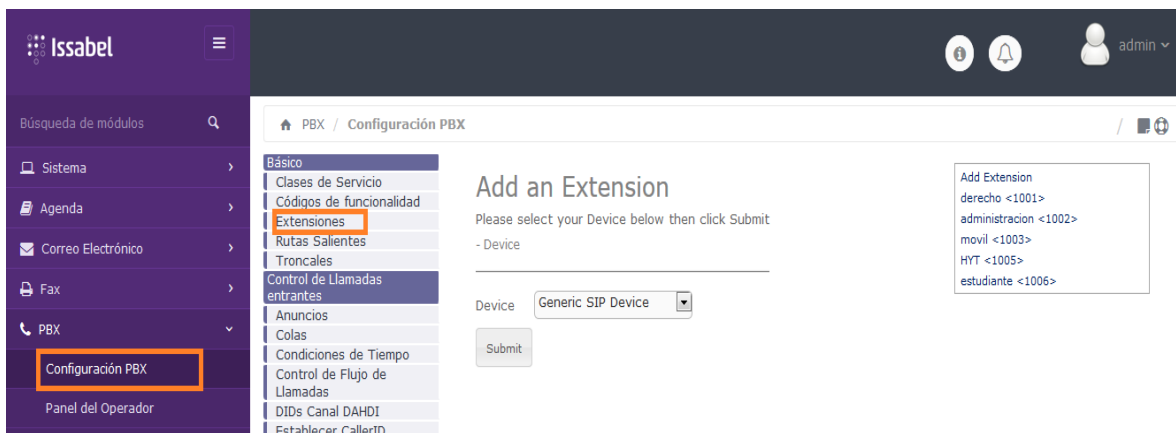 Issabel
admin
Búsqueda de módulos
Sistema
Agenda
Correo Electrónico
Fax
PBX
Configuración PBX
Panel del Operador
PBX / Configuración PBX
/
Básico
Clases de Servicio
Códigos de funcionalidad
Extensiones
Rutas Salientes
Troncales
Control de Llamadas
entrantes
Anuncios
Colas
Condiciones de Tiempo
Control de Flujo de
Llamadas
DIDs Canal DAHDI
Establecer CallerID
Add an Extension
Please select your Device below then click Submit
- Device
Device Generic SIP Device
Submit
Add Extension
derecho <1001>
administracion <1002>
movil <1003>
HYT <1005>
estudiante <1006>